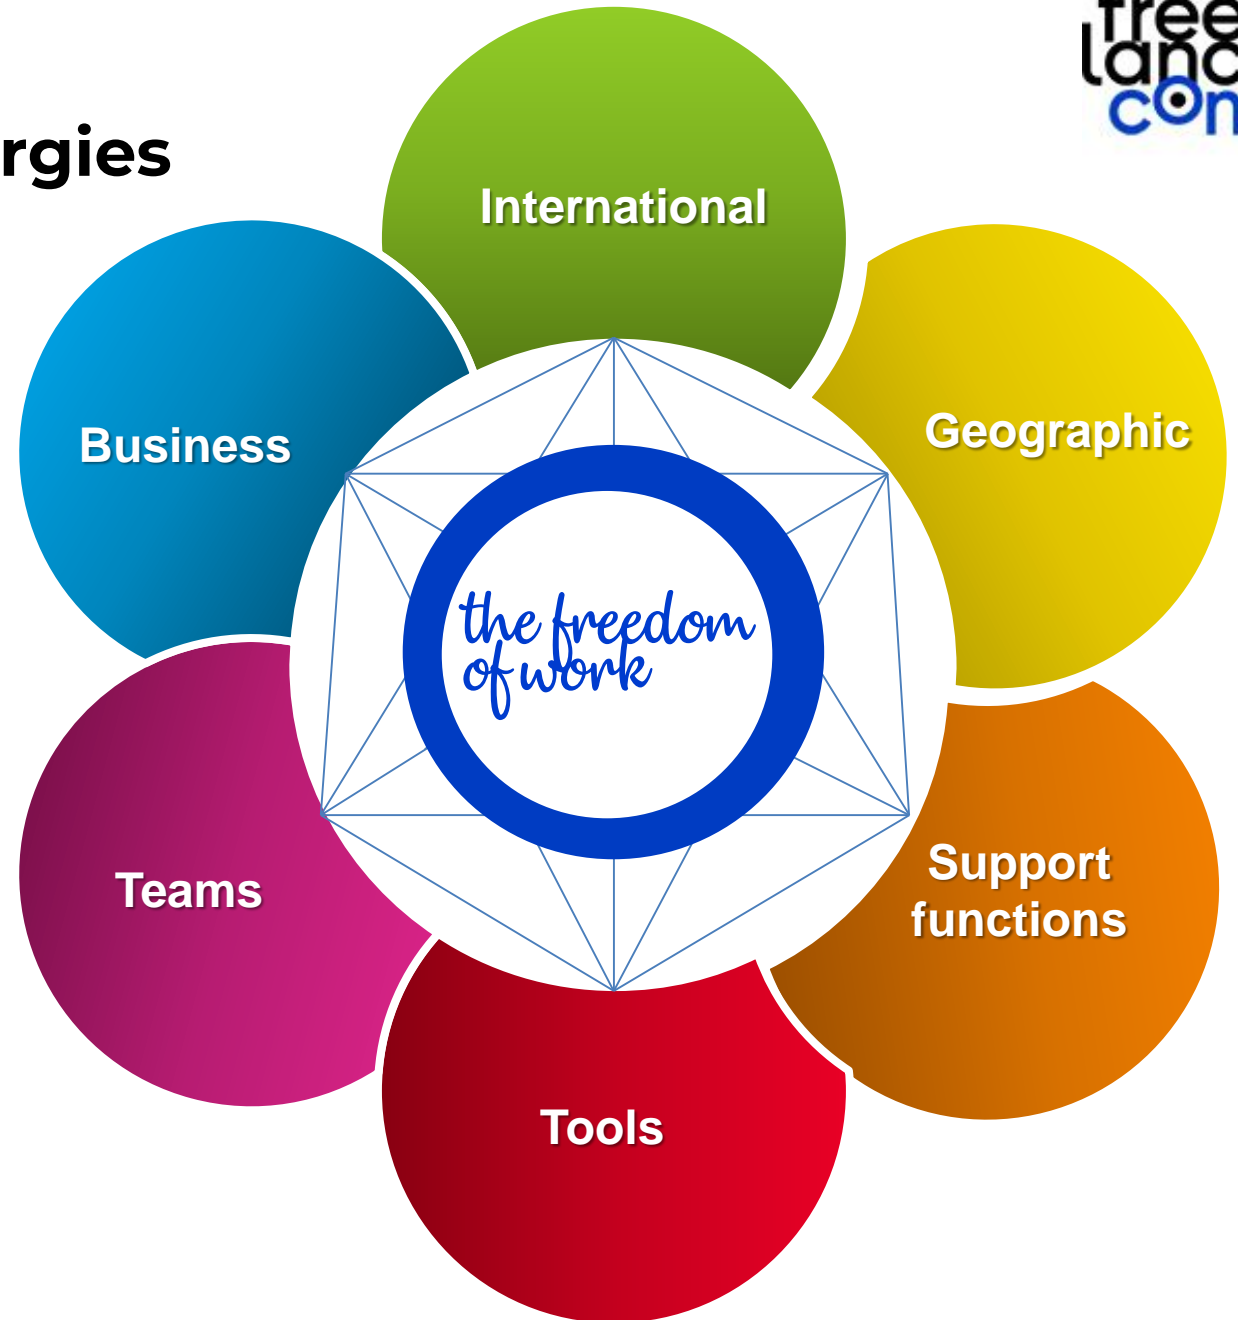 rgies
International
Business
Geographic
the freedom
of work
Teams
Support
functions
Tools